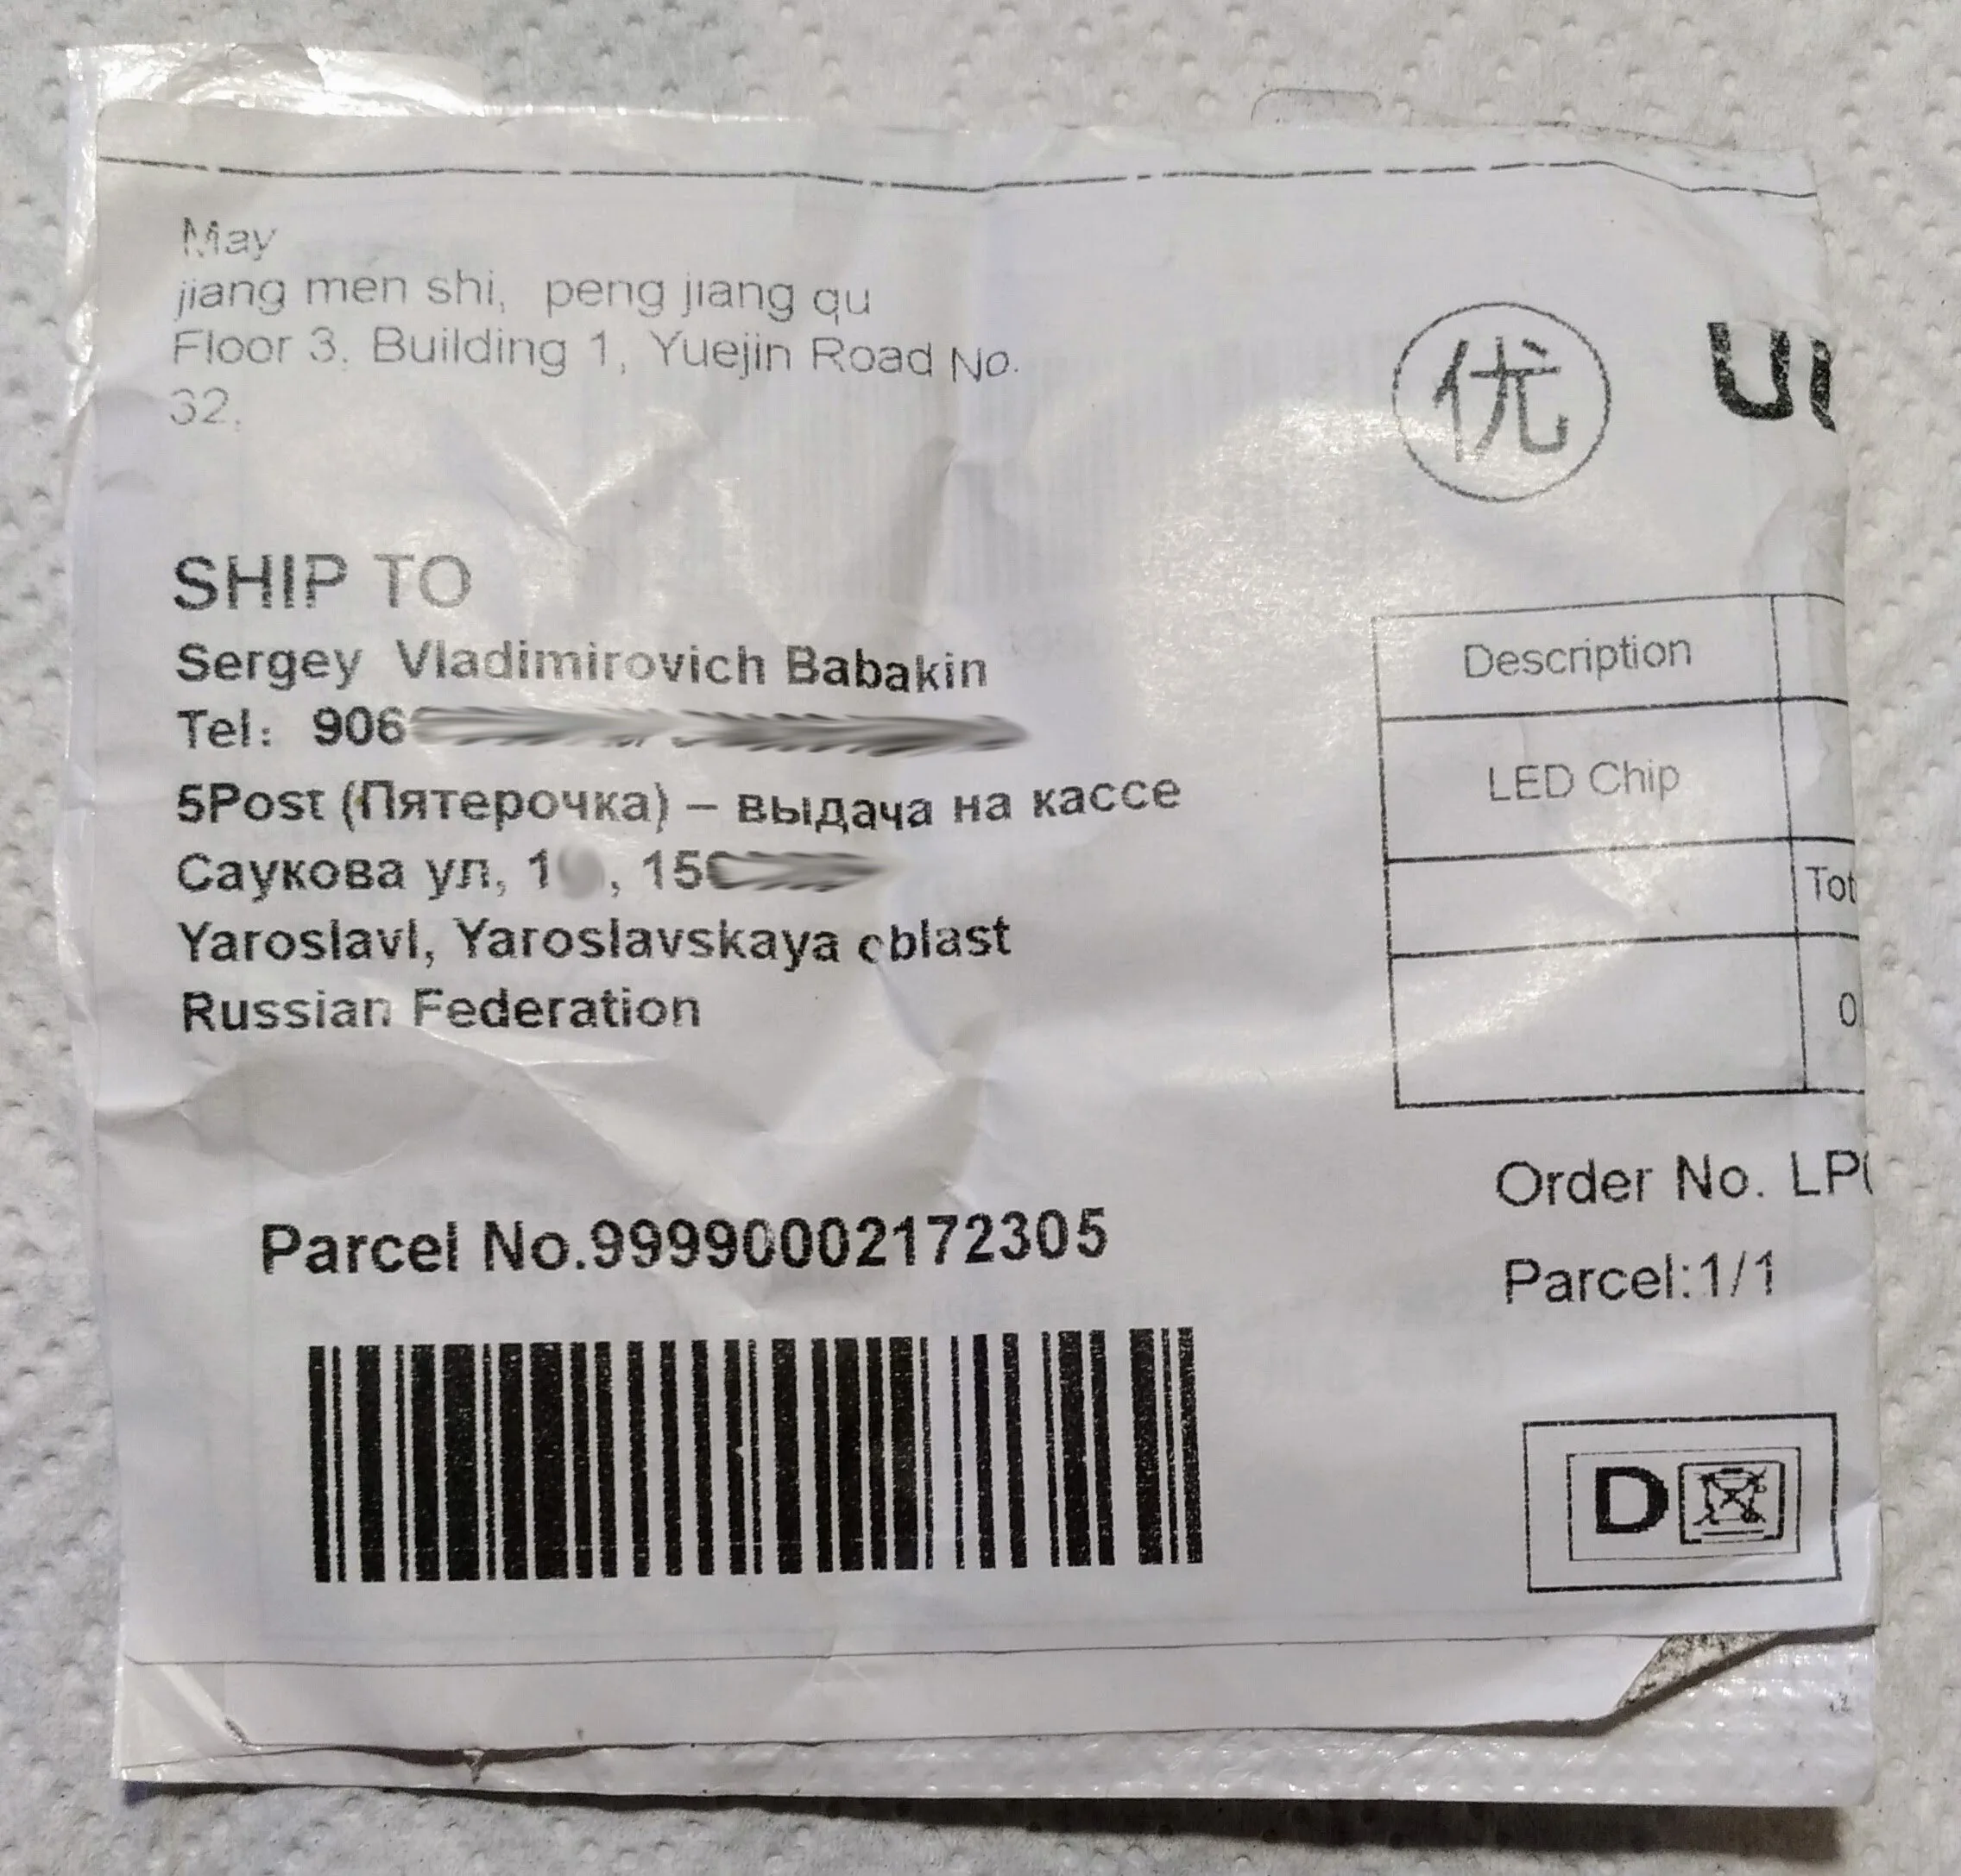 May
jiang men shi, peng jiang qu
Floor 3, Building 1, Yuejin Road No.
32,
优
SHIP TO
Sergey Vladimirovich Babakin
Tel: 906
5Post (Пятерочка) – выдача на кассе
Саукова ул, 1 , 15
Yaroslavl, Yaroslavskaya oblast
Russian Federation
Description
LED Chip
Tot
0
Order No. LP
Parcel:1/1
Parcel No.99990002172305
D